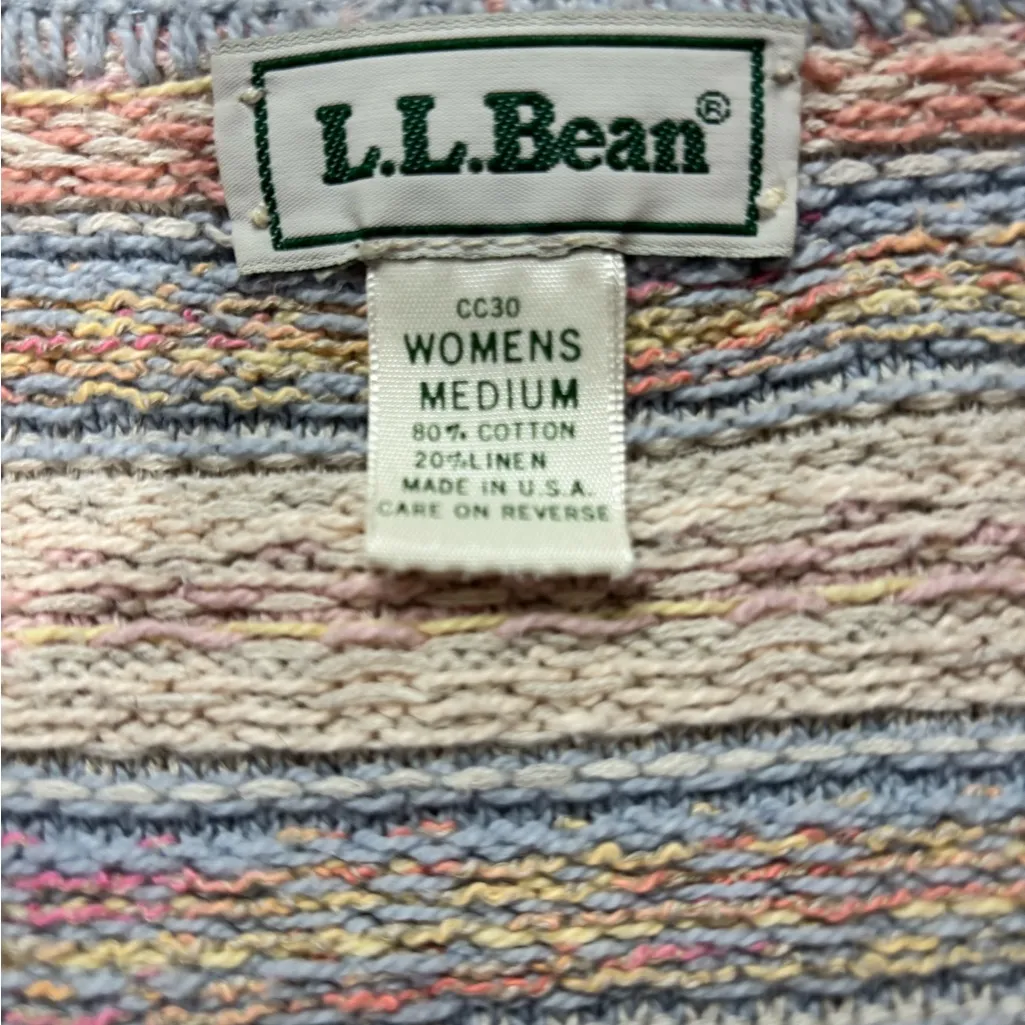 L.L.Bean®
CC30
WOMENS
MEDIUM
80% COTTON
20% LINEN
MADE IN U.S.A.
CARE ON REVERSE